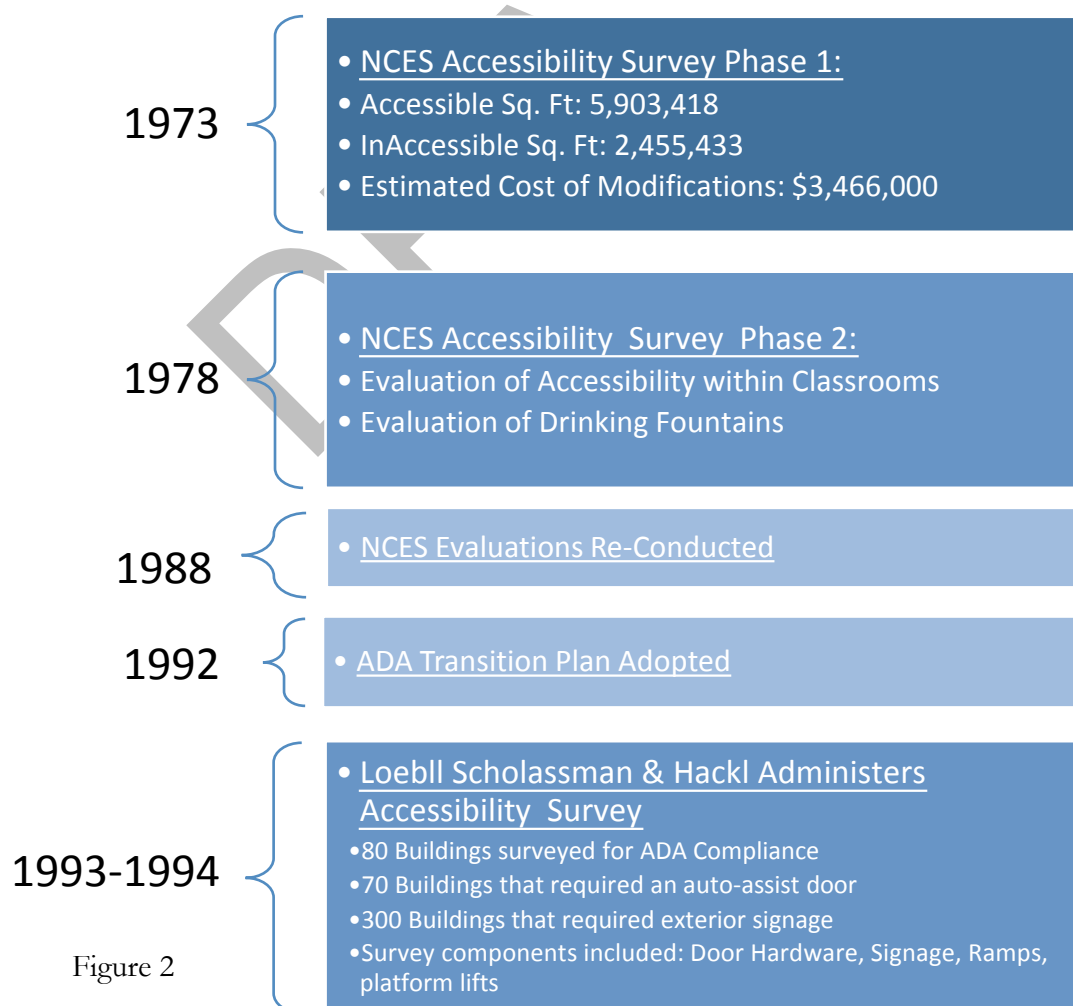 1973
• NCES Accessibility Survey Phase 1:
• Accessible Sq. Ft: 5,903,418
• InAccessible Sq. Ft: 2,455,433
• Estimated Cost of Modifications: $3,466,000
1978
• NCES Accessibility Survey Phase 2:
• Evaluation of Accessibility within Classrooms
• Evaluation of Drinking Fountains
1988
• NCES Evaluations Re-Conducted
1992
• ADA Transition Plan Adopted
1993-1994
• Loebll Scholassman & Hackl Administers
Accessibility Survey
•80 Buildings surveyed for ADA Compliance
•70 Buildings that required an auto-assist door
•300 Buildings that required exterior signage
•Survey components included: Door Hardware, Signage, Ramps,
platform lifts
Figure 2